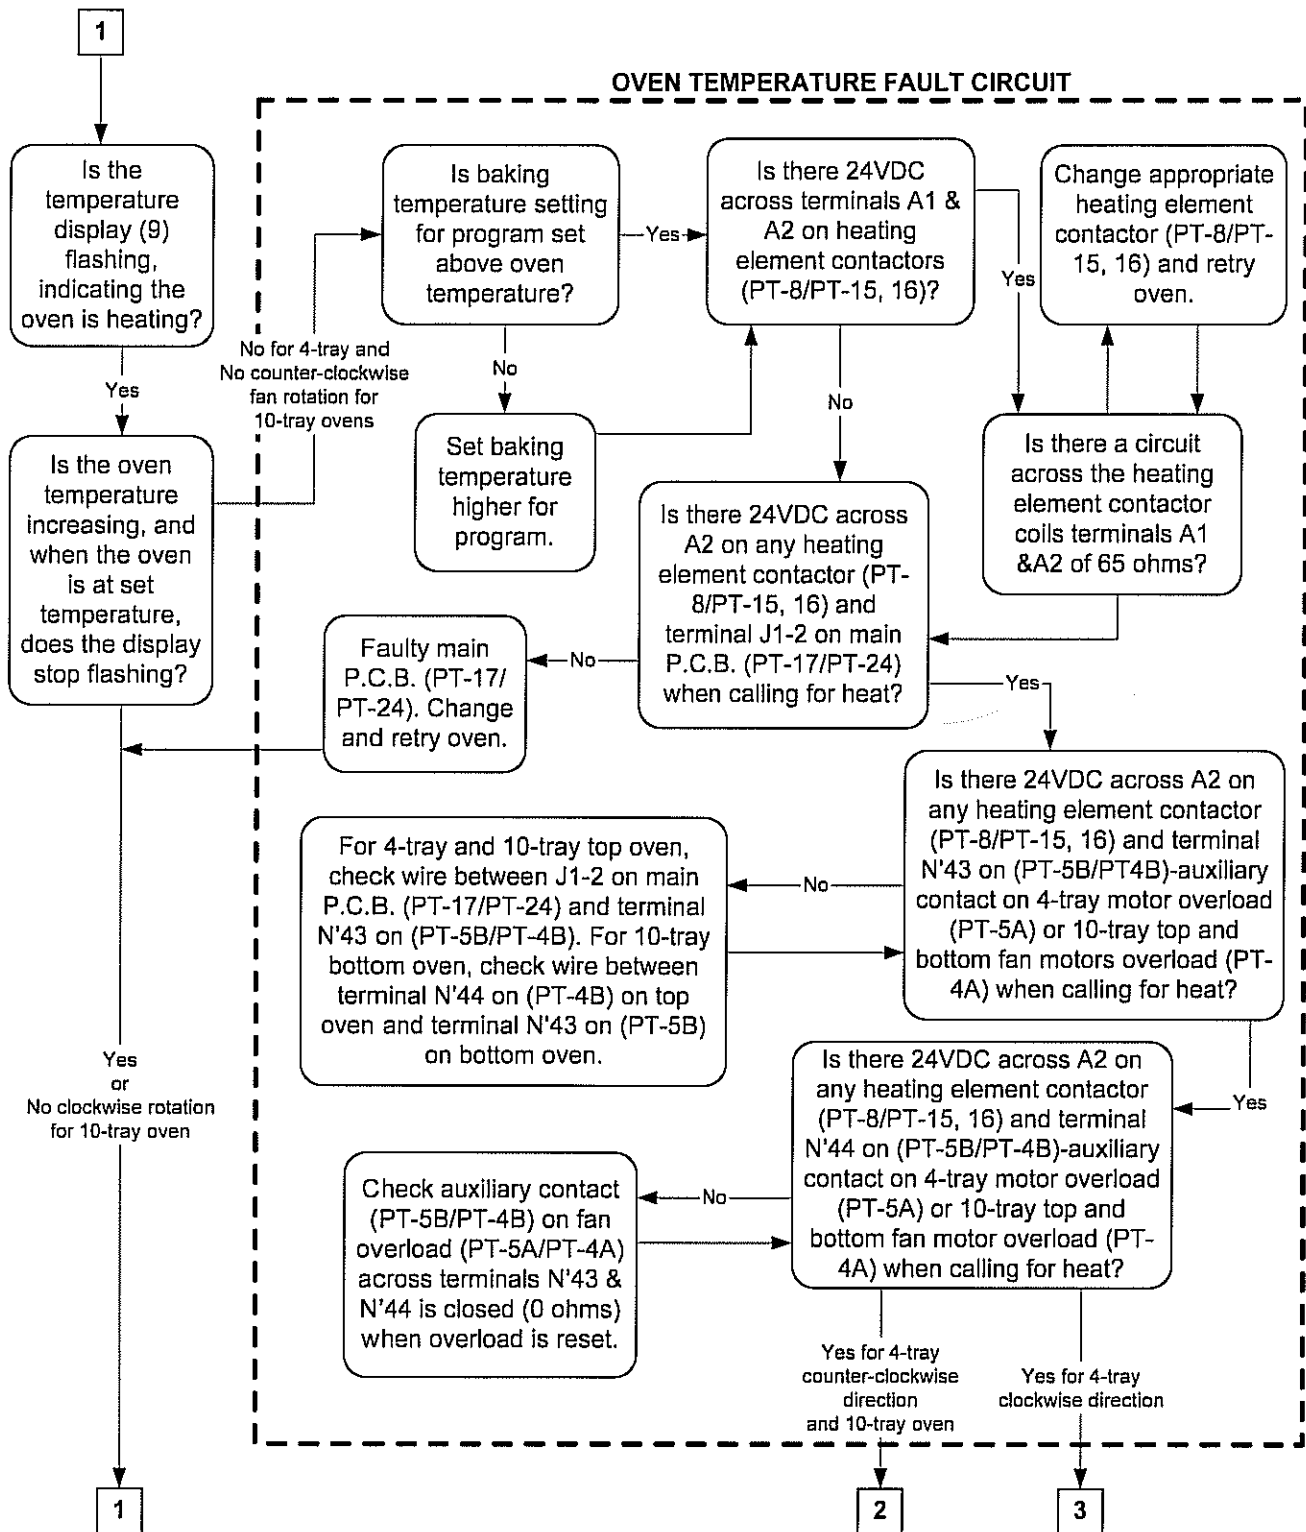 1
OVEN TEMPERATURE FAULT CIRCUIT
Is the
temperature
display (9)
flashing,
indicating the
oven is heating?
Yes
Is the oven
temperature
increasing, and
when the oven
is at set
temperature,
does the display
stop flashing?
No for 4-tray and
No counter-clockwise
fan rotation for
10-tray ovens
Is baking
temperature setting
for program set
above oven
temperature?
Yes
No
Set baking
temperature
higher for
program.
Is there 24VDC
across terminals A1 &
A2 on heating
element contactors
(PT-8/PT-15, 16)?
Yes
No
Change appropriate
heating element
contactor (PT-8/PT-
15, 16) and retry
oven.
Is there a circuit
across the heating
element contactor
coils terminals A1
&A2 of 65 ohms?
Is there 24VDC across
A2 on any heating
element contactor (PT-
8/PT-15, 16) and
terminal J1-2 on main
P.C.B. (PT-17/PT-24)
when calling for heat?
No
Yes
Faulty main
P.C.B. (PT-17/
PT-24). Change
and retry oven.
Is there 24VDC across A2 on
any heating element contactor
(PT-8/PT-15, 16) and terminal
N'43 on (PT-5B/PT4B)-auxiliary
contact on 4-tray motor overload
(PT-5A) or 10-tray top and
bottom fan motors overload (PT-
4A) when calling for heat?
No
Yes
For 4-tray and 10-tray top oven,
check wire between J1-2 on main
P.C.B. (PT-17/PT-24) and terminal
N'43 on (PT-5B/PT-4B). For 10-tray
bottom oven, check wire between
terminal N'44 on (PT-4B) on top
oven and terminal N'43 on (PT-5B)
on bottom oven.
Is there 24VDC across A2 on
any heating element contactor
(PT-8/PT-15, 16) and terminal
N'44 on (PT-5B/PT-4B)-auxiliary
contact on 4-tray motor overload
(PT-5A) or 10-tray top and
bottom fan motor overload (PT-
4A) when calling for heat?
No
Check auxiliary contact
(PT-5B/PT-4B) on fan
overload (PT-5A/PT-4A)
across terminals N'43 &
N'44 is closed (0 ohms)
when overload is reset.
Yes
or
No clockwise rotation
for 10-tray oven
Yes for 4-tray
counter-clockwise
direction
and 10-tray oven
Yes for 4-tray
clockwise direction
1
2
3